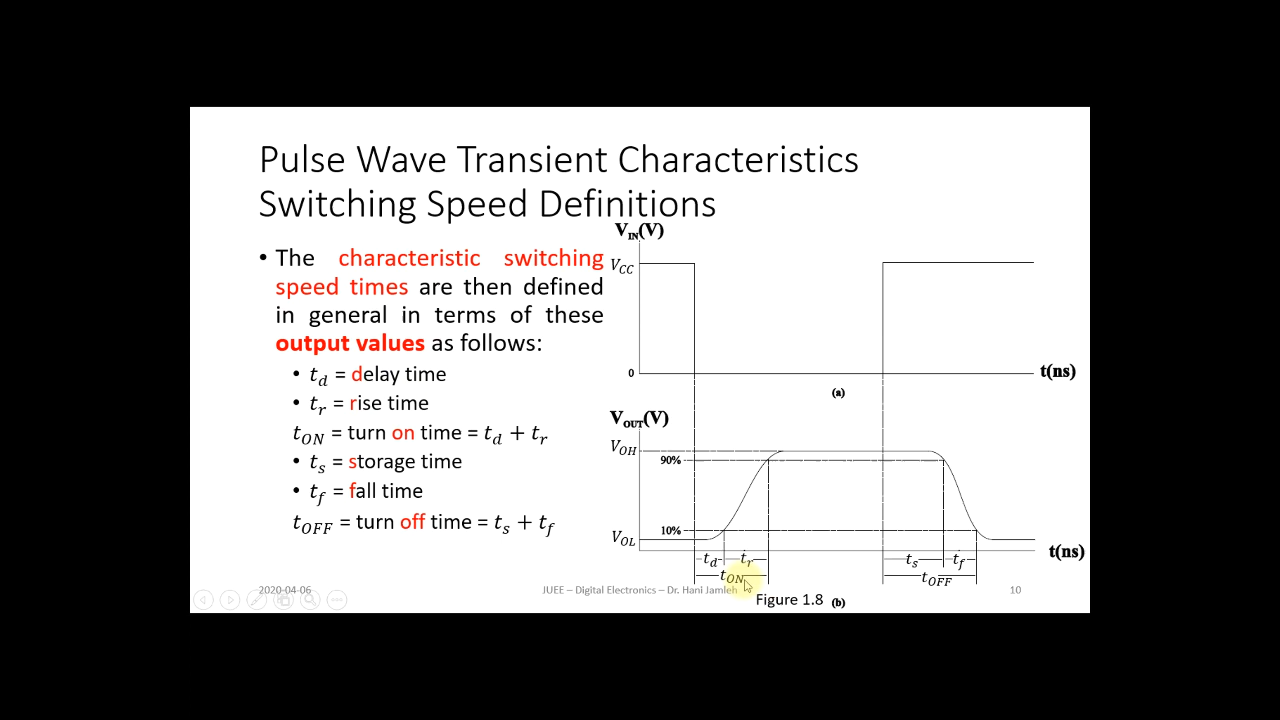 Pulse Wave Transient Characteristics
Switching Speed Definitions
• The characteristic switching
speed times are then defined
in general in terms of these
output values as follows:
• t_d = delay time
• t_r = rise time
t_ON = turn on time = t_d + t_r
• t_s = storage time
• t_f = fall time
t_OFF = turn off time = t_s + t_f
V_IN(V)
V_CC
0
t(ns)
(a)
V_OUT(V)
V_OH
90%
10%
V_OL
t(ns)
t_d t_r t_s t_f
t_ON t_OFF
Figure 1.8 (b)
2020-04-06 JUEE – Digital Electronics – Dr. Hani Jamleh 10